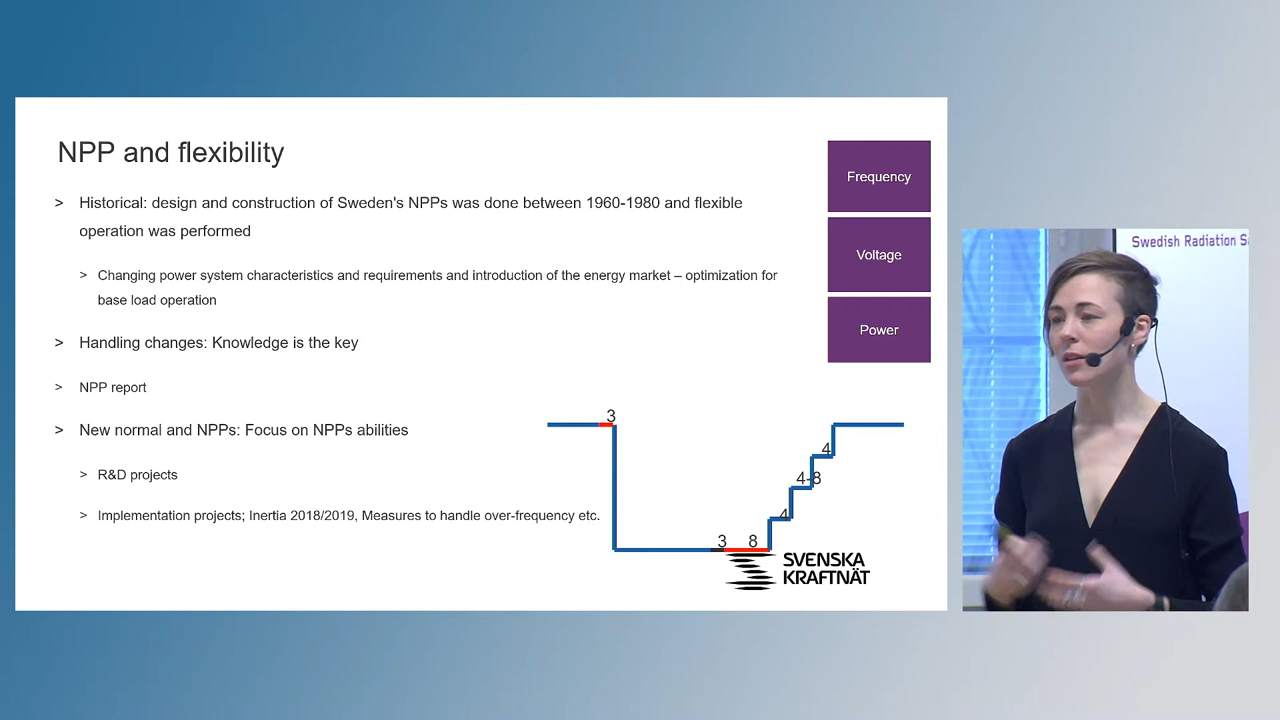 NPP and flexibility
> Historical: design and construction of Sweden's NPPs was done between 1960-1980 and flexible
operation was performed
> Changing power system characteristics and requirements and introduction of the energy market – optimization for
base load operation
> Handling changes: Knowledge is the key
> NPP report
> New normal and NPPs: Focus on NPPs abilities
> R&D projects
> Implementation projects; Inertia 2018/2019, Measures to handle over-frequency etc.
Frequency
Voltage
Power
3
4
4-8
4
3 8
SVENSKA
KRAFTNÄT
Swedish Radiation